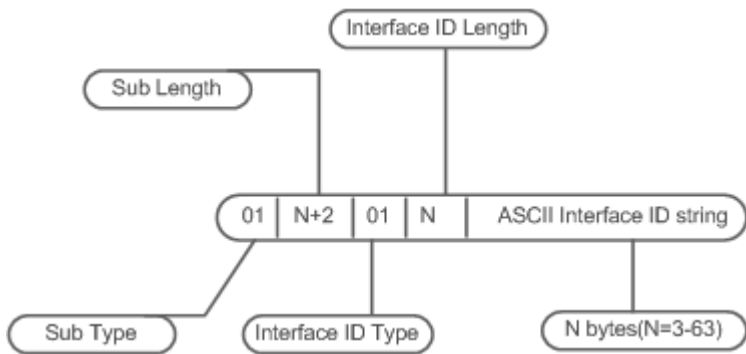 Interface ID Length
Sub Length
01 N+2 01 N ASCII Interface ID string
Sub Type
Interface ID Type
N bytes(N=3-63)